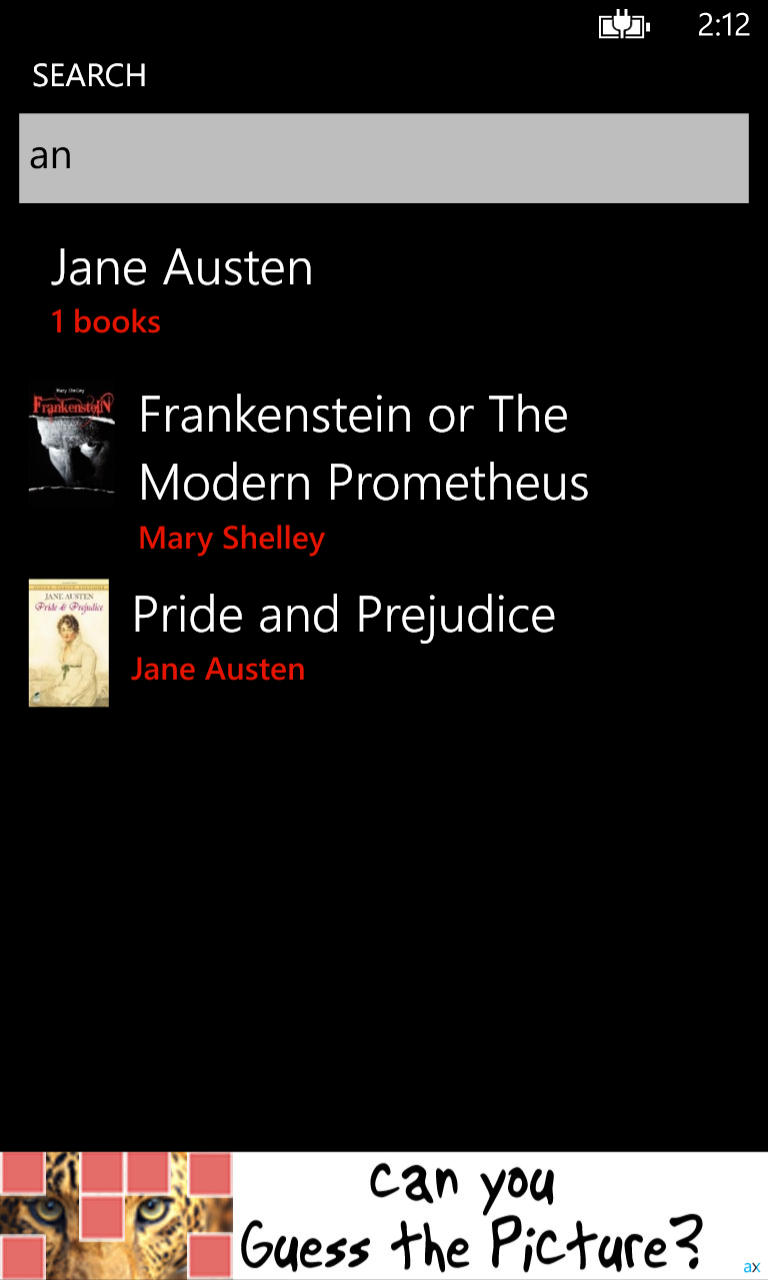 2:12
SEARCH
an
Jane Austen
1 books
Mary Shelley
FrankensteiN
Frankenstein or The
Modern Prometheus
Mary Shelley
JANE AUSTEN
Pride & Prejudice
Pride and Prejudice
Jane Austen
can you
Guess the Picture?
ax